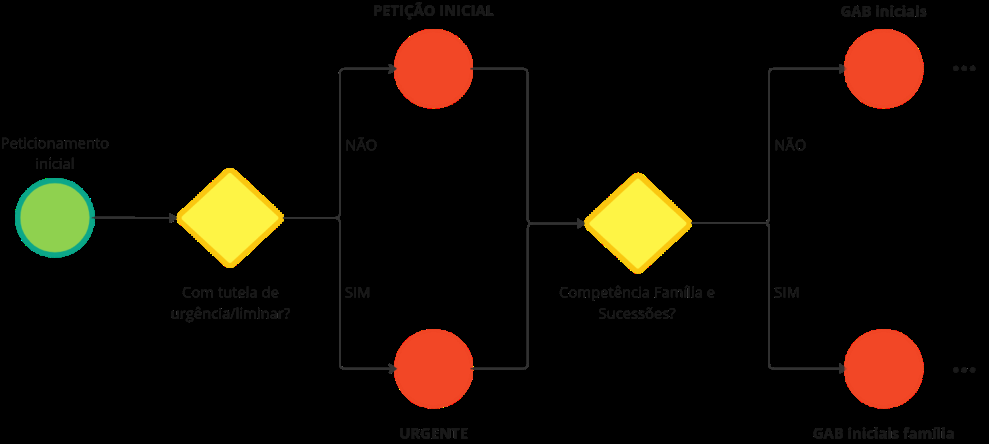 PETIÇÃO INICIAL
GAB Iniciais
...
NÃO
NÃO
Peticionamento
inicial
Com tutela de
urgência/liminar?
SIM
Competência Família e
Sucessões?
SIM
...
URGENTE
GAB Iniciais família